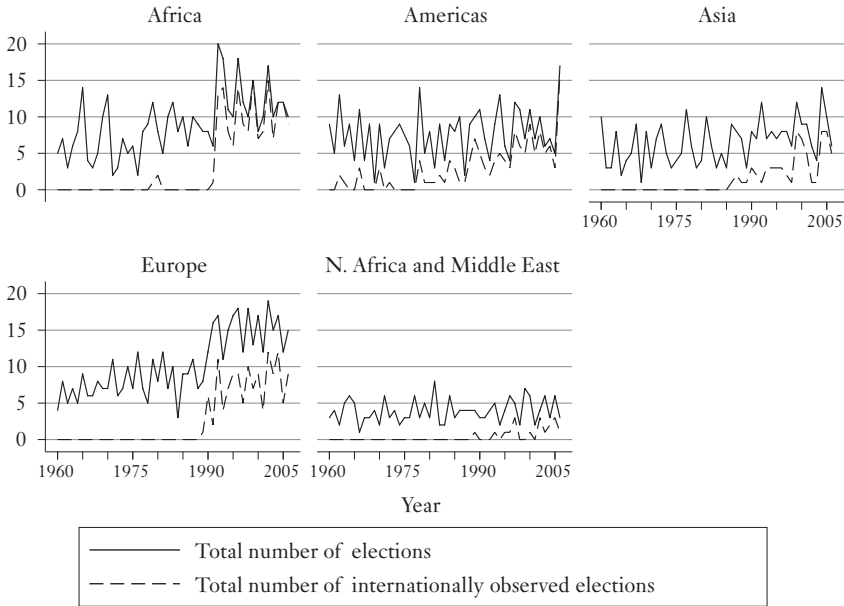 Africa Americas Asia
20
15
10
5
0
1960 1975 1990 2005
Europe N. Africa and Middle East
20
15
10
5
0
1960 1975 1990 2005 1960 1975 1990 2005
Year
Total number of elections
Total number of internationally observed elections